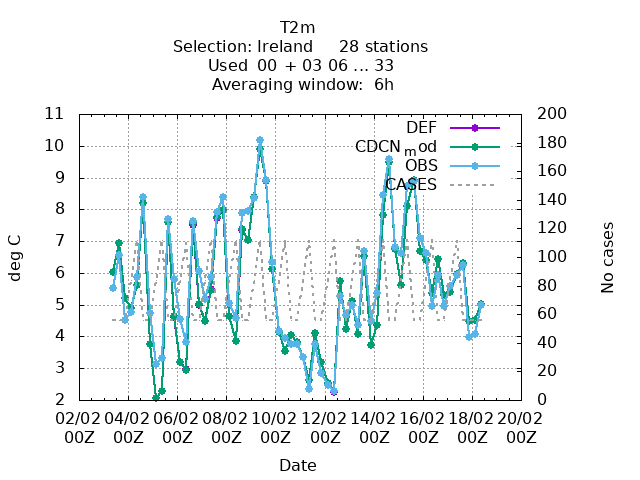 T2m
Selection: Ireland     28 stations
Used  00 + 03 06 ... 33
Averaging window:  6h
11
10
9
8
7
6
5
4
3
2
deg C
200
180
160
140
120
100
80
60
40
20
0
No cases
DEF
CDCN_mod
OBS
CASES
02/02 04/02 06/02 08/02 10/02 12/02 14/02 16/02 18/02 20/02
00Z 00Z 00Z 00Z 00Z 00Z 00Z 00Z 00Z 00Z
Date